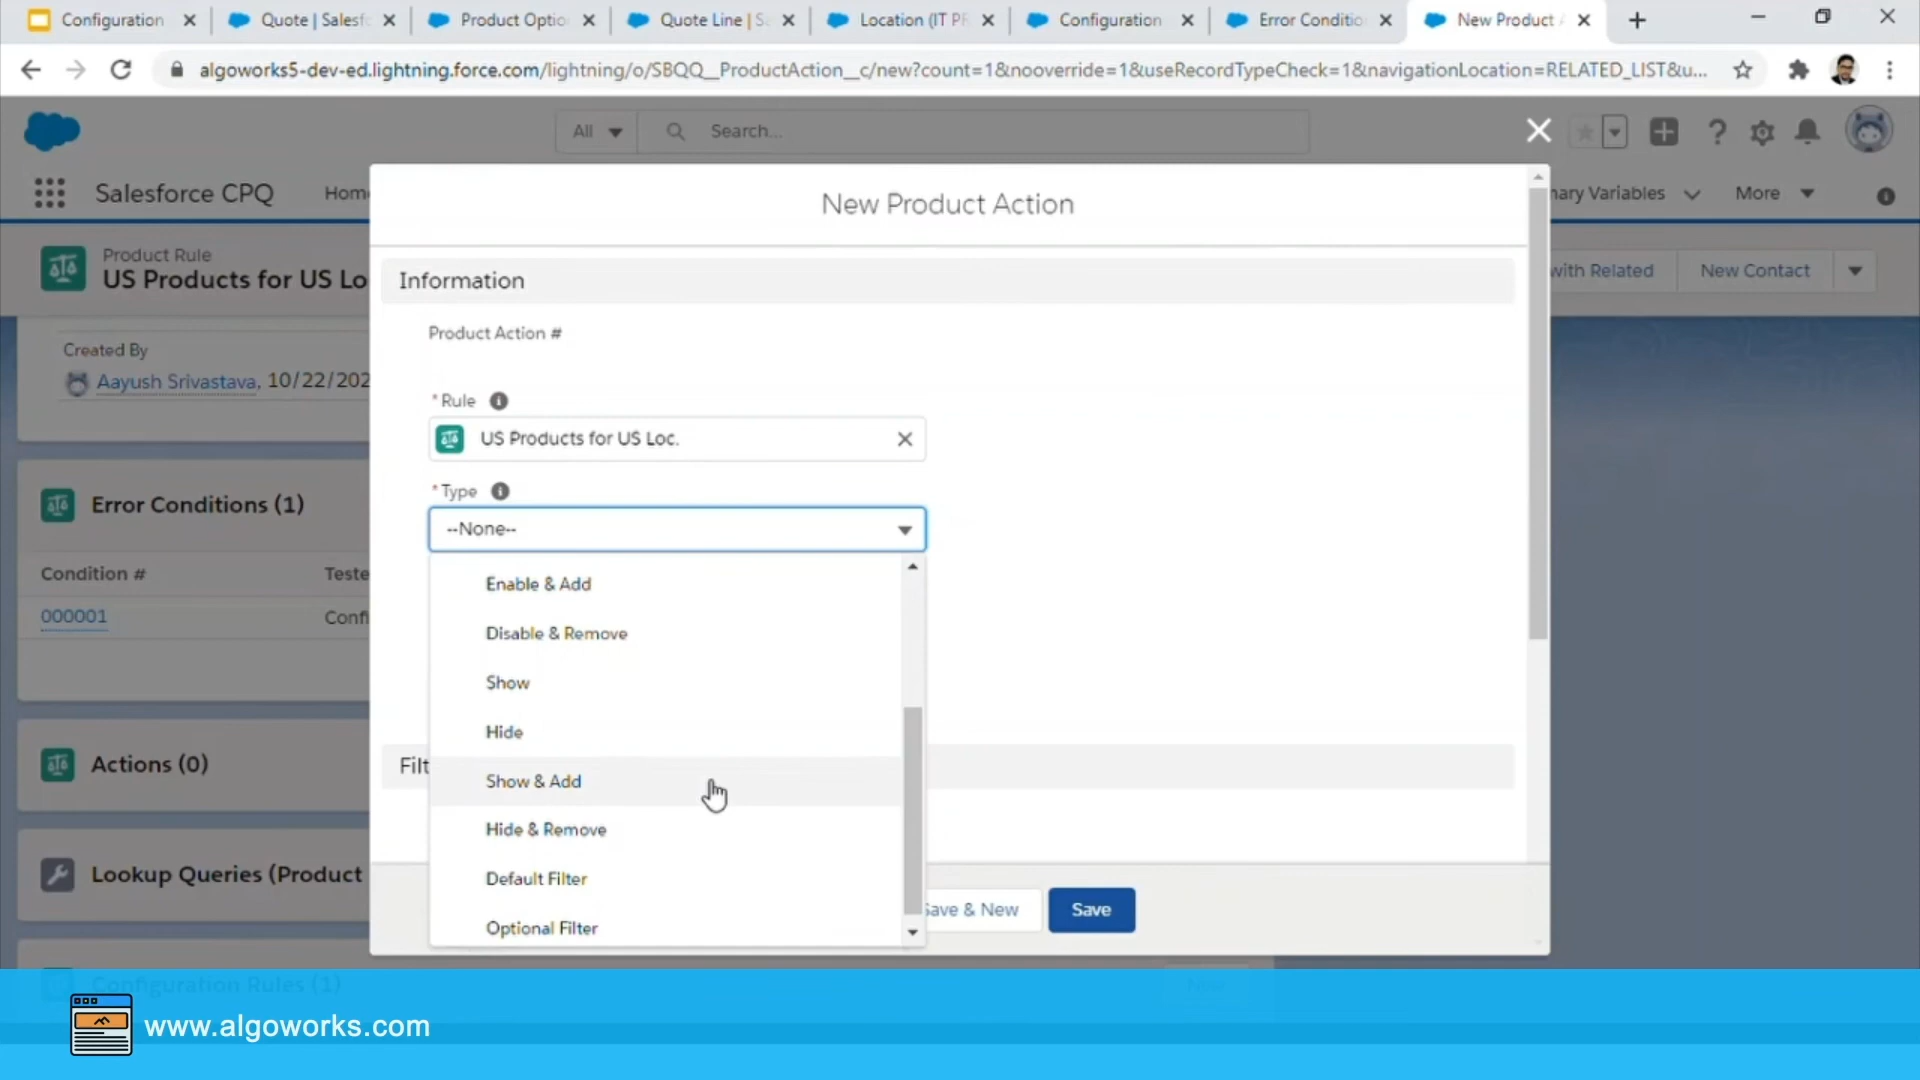 Configuration
Quote | Salesf
Product Optio
Quote Line | S
Location (IT PR
Configuration
Error Conditio
New Product A
algoworks5-dev-ed.lightning.force.com/lightning/o/SBQQ__ProductAction__c/new?count=1&nooverride=1&useRecordTypeCheck=1&navigationLocation=RELATED_LIST&u...
All
Search...
Salesforce CPQ
Home
mary Variables
More
New Product Action
Product Rule
US Products for US Lo
with Related
New Contact
Information
Product Action #
Created By
Aayush Srivastava, 10/22/202
*Rule
US Products for US Loc.
*Type
--None--
Error Conditions (1)
Condition #
Teste
000001
Confi
Enable & Add
Disable & Remove
Show
Hide
Show & Add
Hide & Remove
Default Filter
Optional Filter
Actions (0)
Filt
Lookup Queries (Product
Save & New
Save
Configuration Rules (1)
New
www.algoworks.com